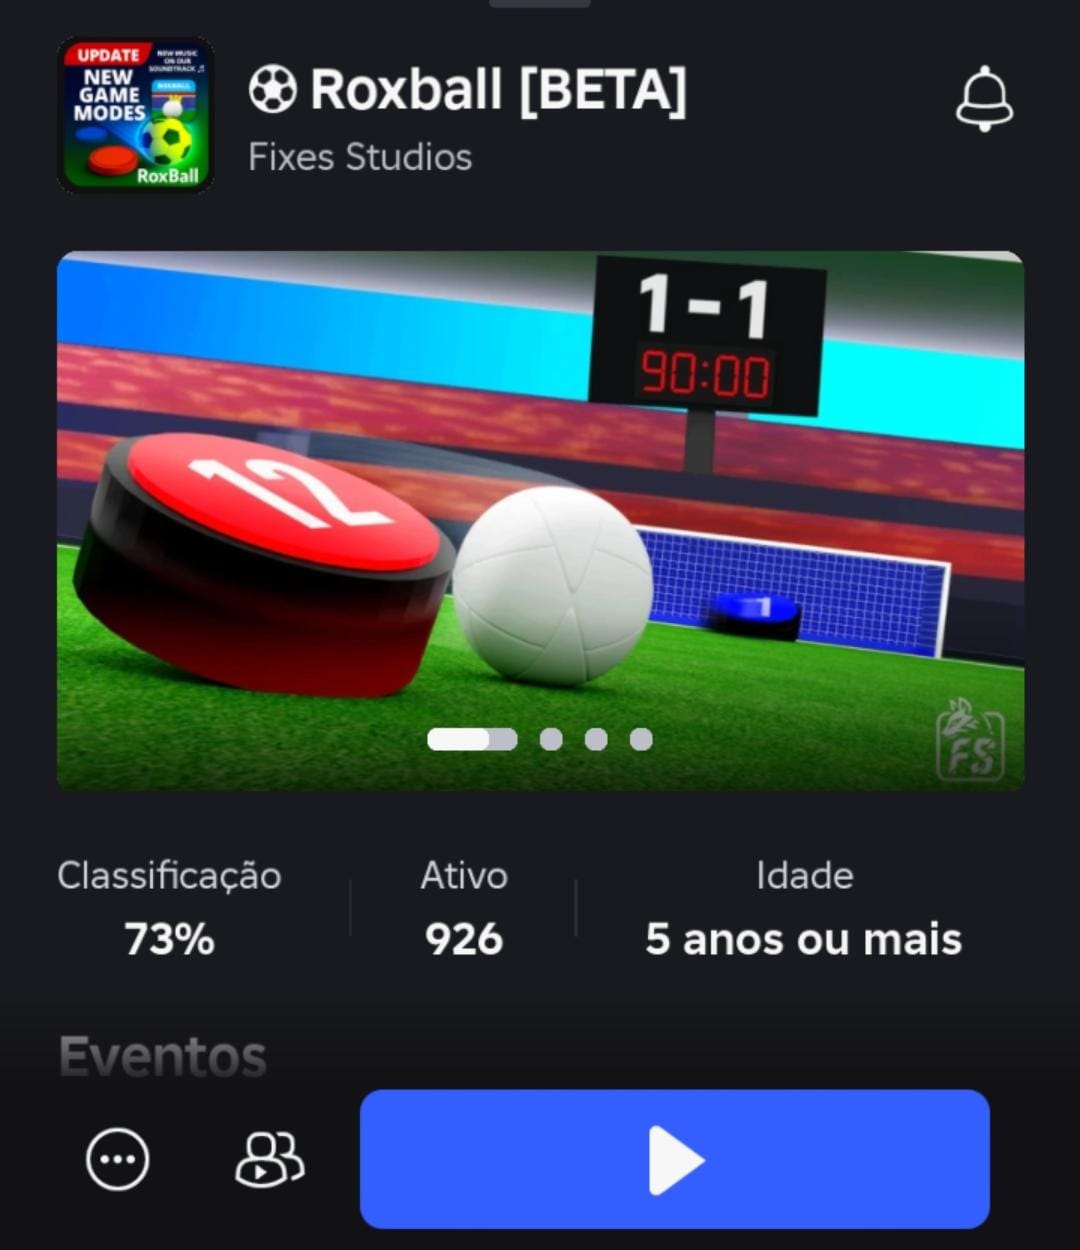 UPDATE
NEW MUSIC
ON OUR
SOUNDTRACK
NEW
GAME
MODES
ROXBALL
RoxBall
⚽ Roxball [BETA]
Fixes Studios
1-1
90:00
12
1
FS
Classificação
73%
Ativo
926
Idade
5 anos ou mais
Eventos